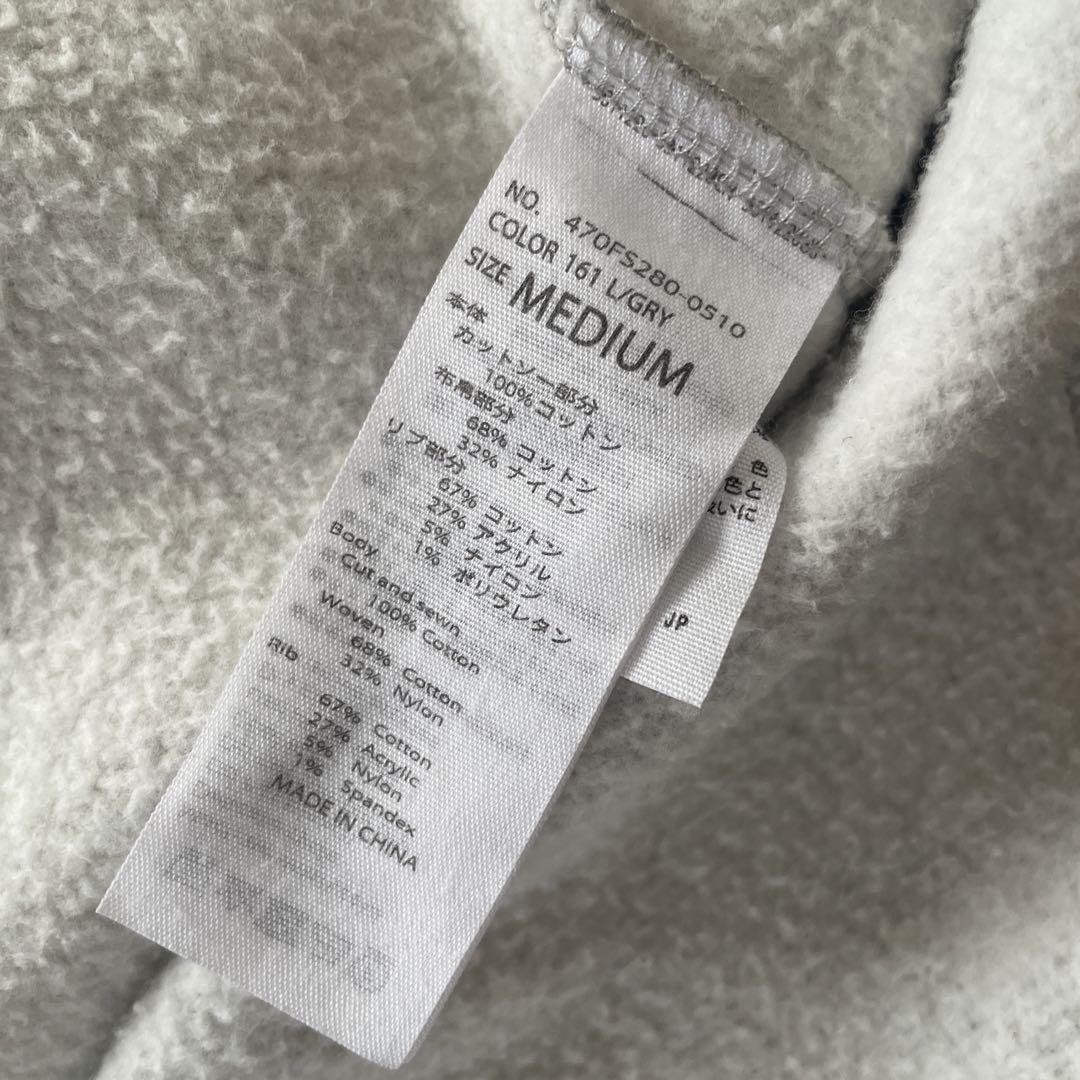 NO. 470FS280-0510
COLOR 161 L/GRY
SIZE MEDIUM
本体
カットソー部分
100% コットン
布帛部分
68% コットン
32% ナイロン
リブ部分
67% コットン
27% アクリル
5% ナイロン
1% ポリウレタン
Body
Cut and sewn
100% Cotton
Woven
68% Cotton
32% Nylon
Rib
67% Cotton
27% Acrylic
5% Nylon
1% Spandex
MADE IN CHINA
色
色と
いに
JP